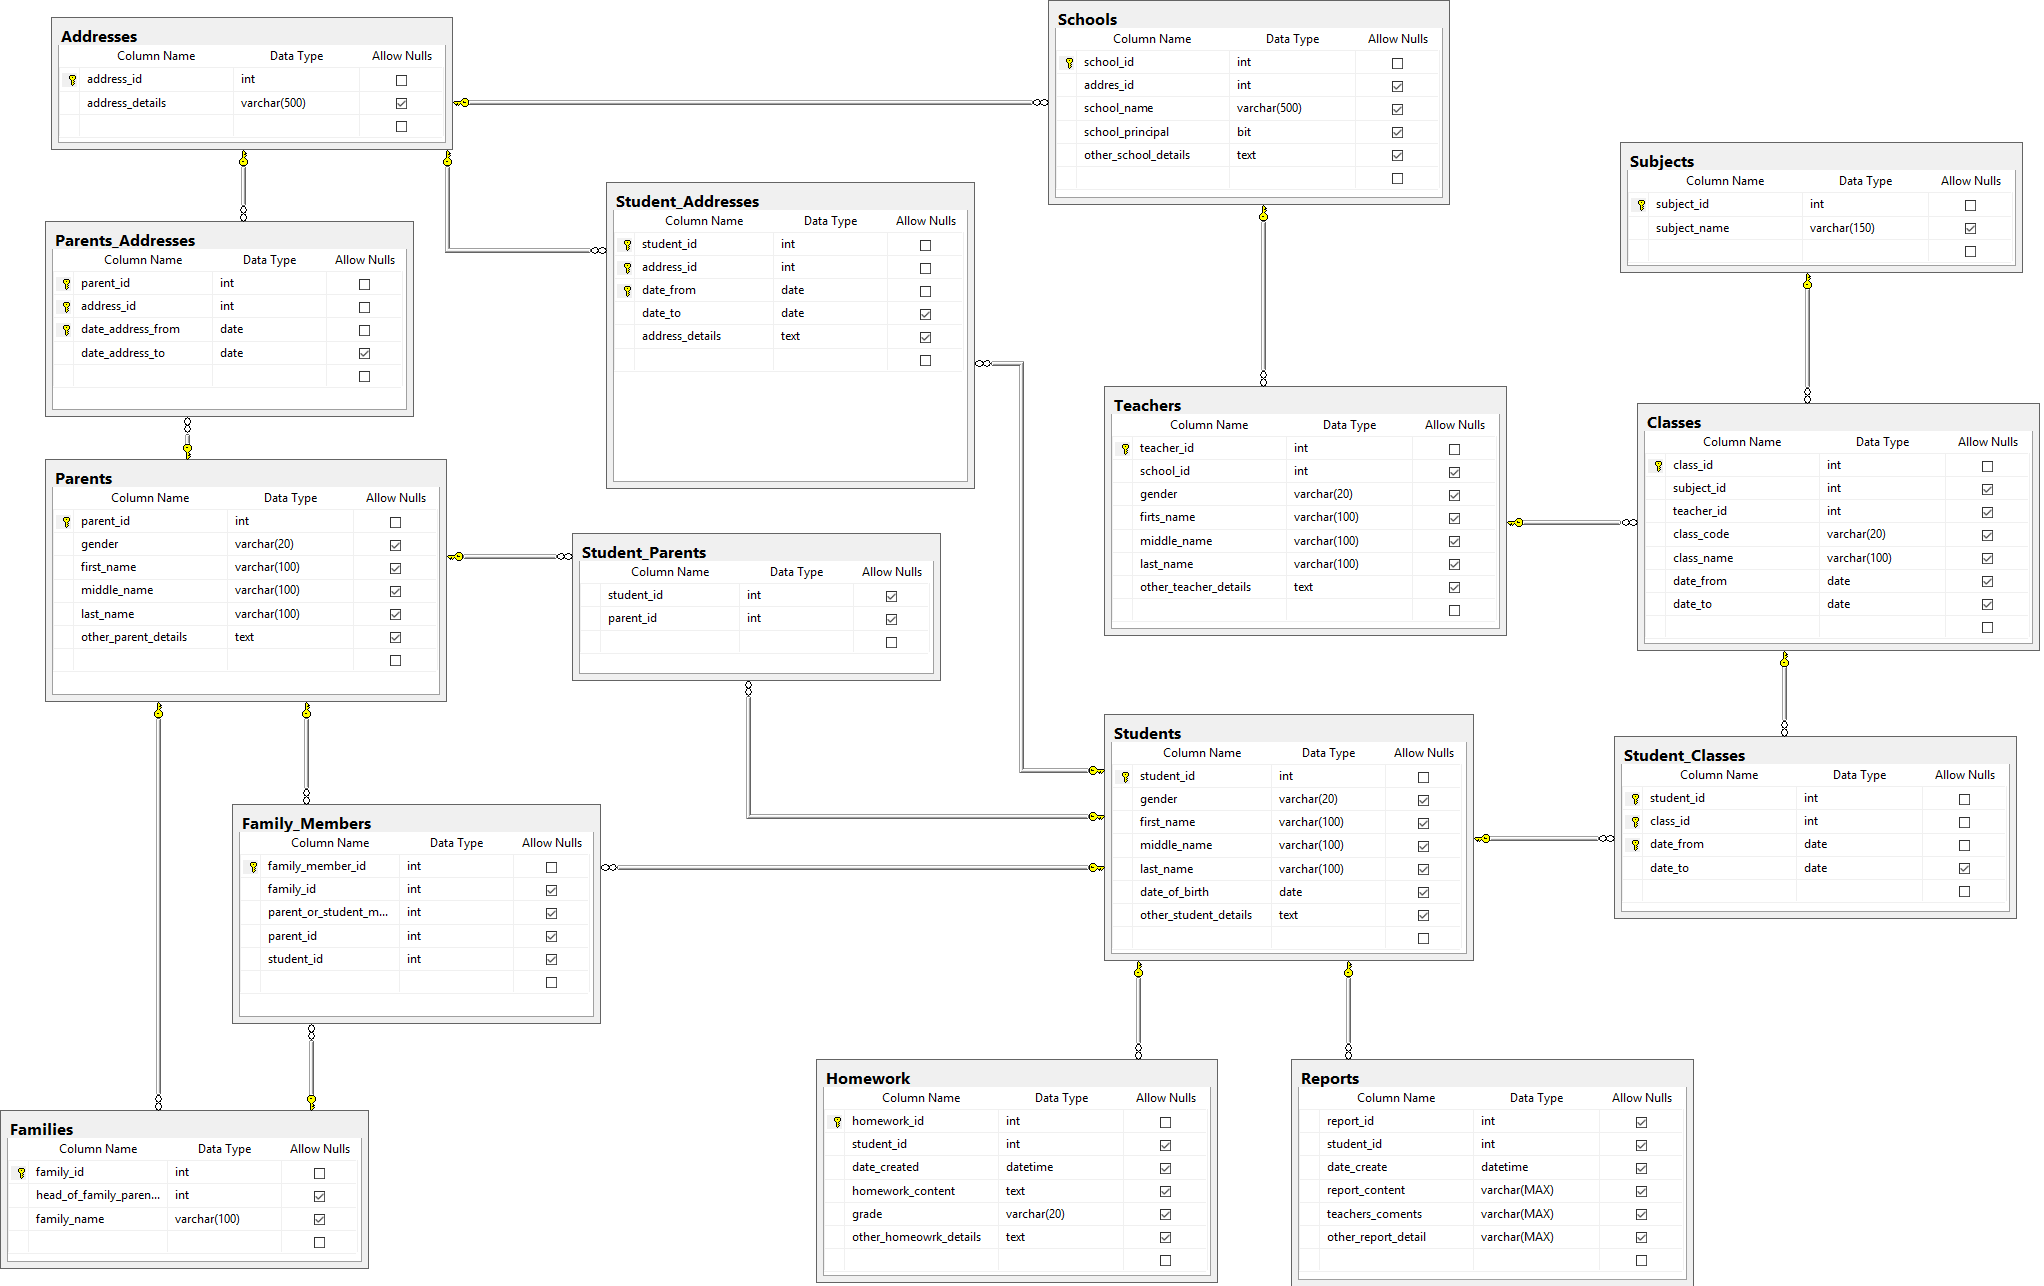 Addresses
Column Name Data Type Allow Nulls
address_id int
address_details varchar(500)
Schools
Column Name Data Type Allow Nulls
school_id int
addres_id int
school_name varchar(500)
school_principal bit
other_school_details text
Subjects
Column Name Data Type Allow Nulls
subject_id int
subject_name varchar(150)
Student_Addresses
Column Name Data Type Allow Nulls
student_id int
address_id int
date_from date
date_to date
address_details text
Parents_Addresses
Column Name Data Type Allow Nulls
parent_id int
address_id int
date_address_from date
date_address_to date
Teachers
Column Name Data Type Allow Nulls
teacher_id int
school_id int
gender varchar(20)
firts_name varchar(100)
middle_name varchar(100)
last_name varchar(100)
other_teacher_details text
Classes
Column Name Data Type Allow Nulls
class_id int
subject_id int
teacher_id int
class_code varchar(20)
class_name varchar(100)
date_from date
date_to date
Parents
Column Name Data Type Allow Nulls
parent_id int
gender varchar(20)
first_name varchar(100)
middle_name varchar(100)
last_name varchar(100)
other_parent_details text
Student_Parents
Column Name Data Type Allow Nulls
student_id int
parent_id int
Students
Column Name Data Type Allow Nulls
student_id int
gender varchar(20)
first_name varchar(100)
middle_name varchar(100)
last_name varchar(100)
date_of_birth date
other_student_details text
Student_Classes
Column Name Data Type Allow Nulls
student_id int
class_id int
date_from date
date_to date
Family_Members
Column Name Data Type Allow Nulls
family_member_id int
family_id int
parent_or_student_m... int
parent_id int
student_id int
Homework
Column Name Data Type Allow Nulls
homework_id int
student_id int
date_created datetime
homework_content text
grade varchar(20)
other_homeowrk_details text
Reports
Column Name Data Type Allow Nulls
report_id int
student_id int
date_create datetime
report_content varchar(MAX)
teachers_coments varchar(MAX)
other_report_detail varchar(MAX)
Families
Column Name Data Type Allow Nulls
family_id int
head_of_family_paren... int
family_name varchar(100)